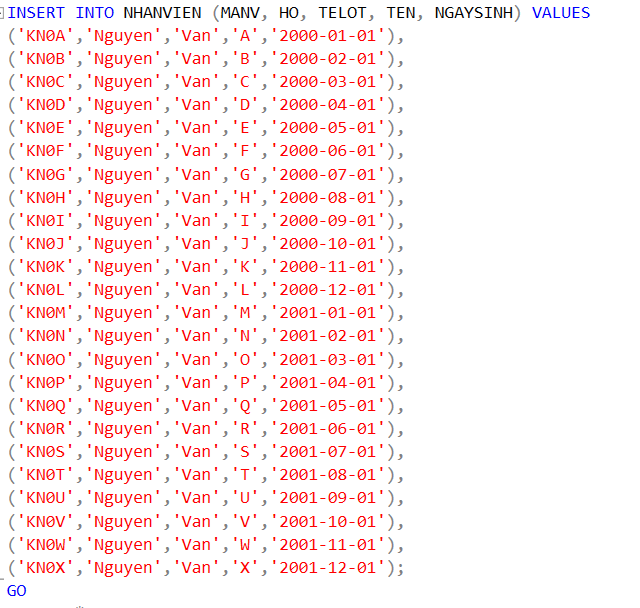 INSERT INTO NHANVIEN (MANV, HO, TELOT, TEN, NGAYSINH) VALUES
('KN0A','Nguyen','Van','A','2000-01-01'),
('KN0B','Nguyen','Van','B','2000-02-01'),
('KN0C','Nguyen','Van','C','2000-03-01'),
('KN0D','Nguyen','Van','D','2000-04-01'),
('KN0E','Nguyen','Van','E','2000-05-01'),
('KN0F','Nguyen','Van','F','2000-06-01'),
('KN0G','Nguyen','Van','G','2000-07-01'),
('KN0H','Nguyen','Van','H','2000-08-01'),
('KN0I','Nguyen','Van','I','2000-09-01'),
('KN0J','Nguyen','Van','J','2000-10-01'),
('KN0K','Nguyen','Van','K','2000-11-01'),
('KN0L','Nguyen','Van','L','2000-12-01'),
('KN0M','Nguyen','Van','M','2001-01-01'),
('KN0N','Nguyen','Van','N','2001-02-01'),
('KN0O','Nguyen','Van','O','2001-03-01'),
('KN0P','Nguyen','Van','P','2001-04-01'),
('KN0Q','Nguyen','Van','Q','2001-05-01'),
('KN0R','Nguyen','Van','R','2001-06-01'),
('KN0S','Nguyen','Van','S','2001-07-01'),
('KN0T','Nguyen','Van','T','2001-08-01'),
('KN0U','Nguyen','Van','U','2001-09-01'),
('KN0V','Nguyen','Van','V','2001-10-01'),
('KN0W','Nguyen','Van','W','2001-11-01'),
('KN0X','Nguyen','Van','X','2001-12-01');
GO